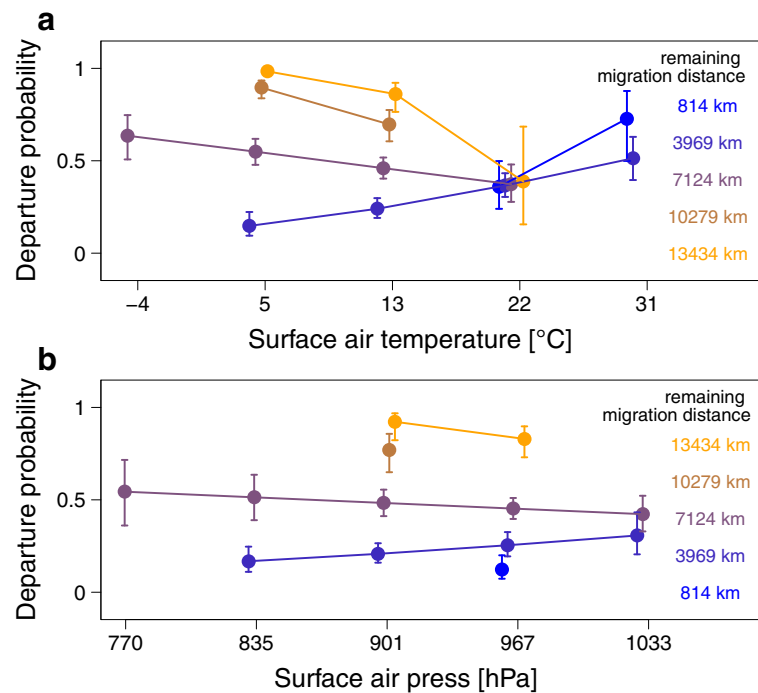 a
Departure probability
1
0.5
0
remaining
migration distance
814 km
3969 km
7124 km
10279 km
13434 km
−4 5 13 22 31
Surface air temperature [°C]
b
Departure probability
1
0.5
0
remaining
migration distance
13434 km
10279 km
7124 km
3969 km
814 km
770 835 901 967 1033
Surface air press [hPa]